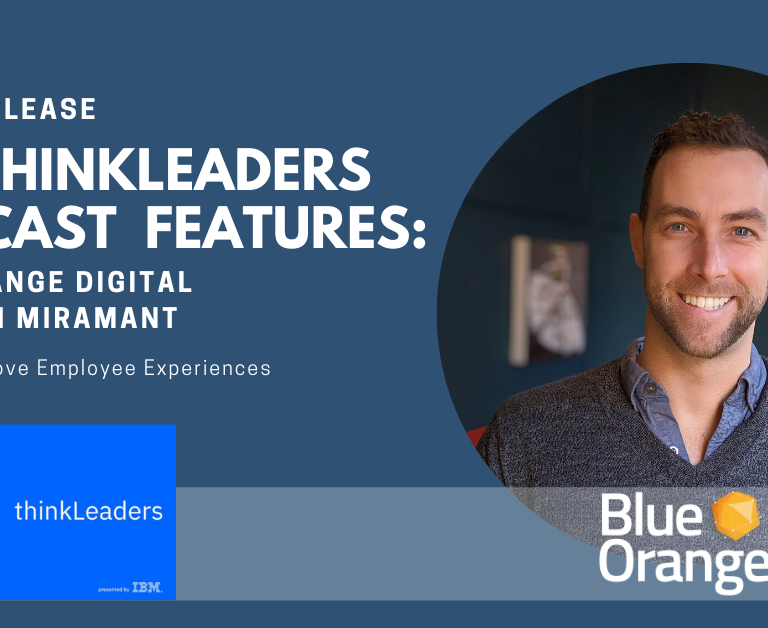 LEASE
HINKLEADERS
CAST FEATURES:
ANGE DIGITAL
MIRAMANT
ove Employee Experiences
thinkLeaders
presented by IBM.
Blue
Orange